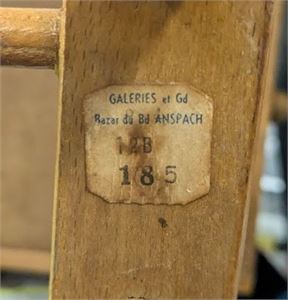 GALERIES et Gd
Bazar du Bd ANSPACH
12B
185